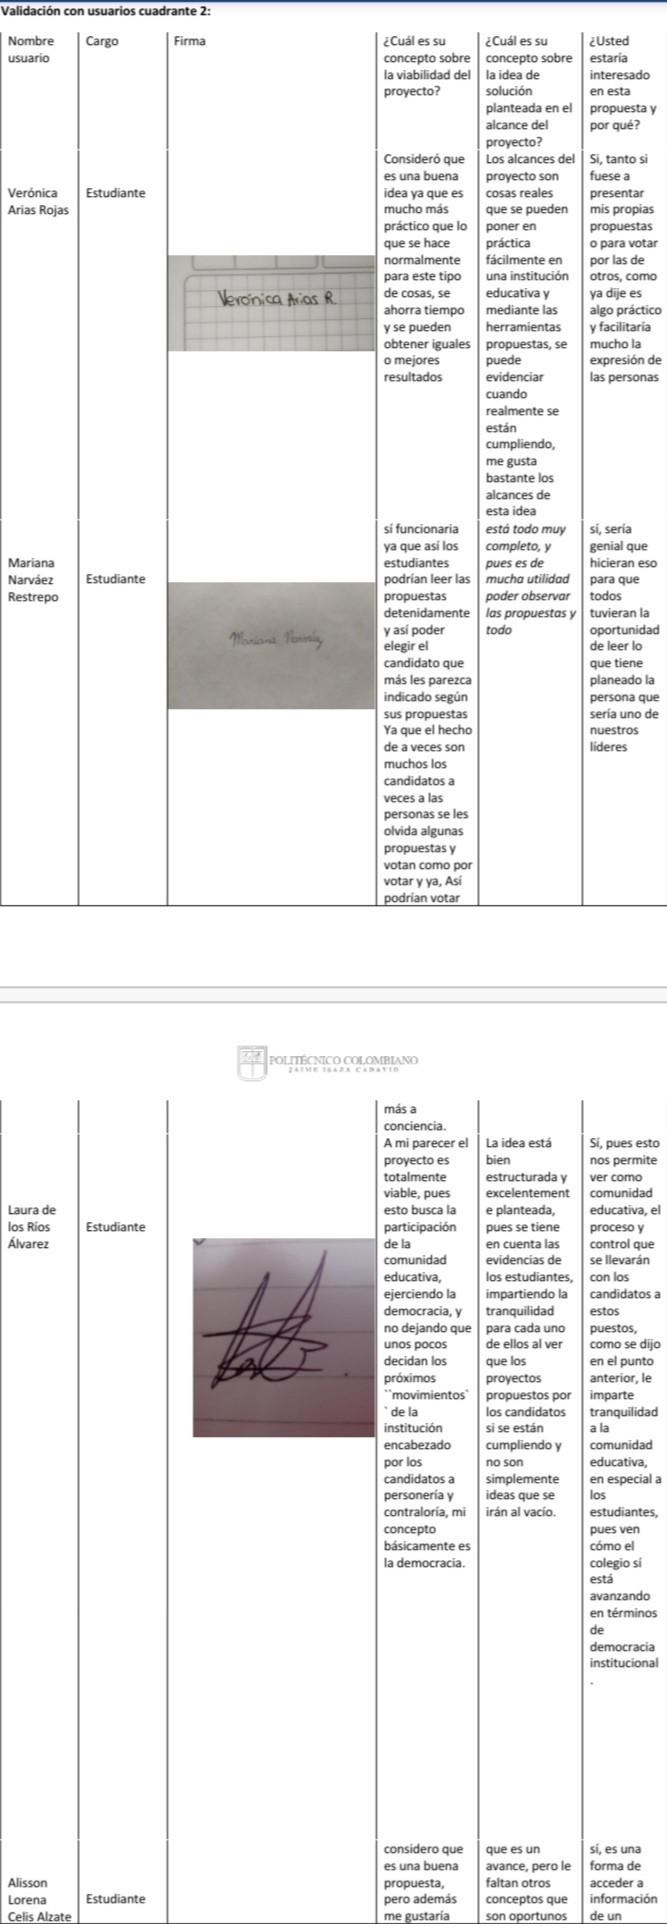 Validación con usuarios cuadrante 2:
Nombre
usuario
Cargo
Firma
¿Cuál es su
concepto sobre
la viabilidad del
proyecto?
¿Cuál es su
concepto sobre
la idea de
solución
planteada en el
alcance del
proyecto?
¿Usted
estaría
interesado
en esta
propuesta y
por qué?
Verónica
Arias Rojas
Estudiante
Verónica Arias R.
Consideró que
es una buena
idea ya que es
mucho más
práctico que lo
que se hace
normalmente
para este tipo
de cosas, se
ahorra tiempo
y se pueden
obtener iguales
o mejores
resultados
Los alcances del
proyecto son
cosas reales
que se pueden
poner en
práctica
fácilmente en
una institución
educativa y
mediante las
herramientas
propuestas, se
puede
evidenciar
cuando
realmente se
están
cumpliendo,
me gusta
bastante los
alcances de
esta idea
Si, tanto si
fuese a
presentar
mis propias
propuestas
o para votar
por las de
otros, como
ya dije es
algo práctico
y facilitaría
mucho la
expresión de
las personas
Mariana
Narváez
Restrepo
Estudiante
Mariana Narváez
sí funcionaria
ya que así los
estudiantes
podrían leer las
propuestas
detenidamente
y así poder
elegir el
candidato que
más les parezca
indicado según
sus propuestas
Ya que el hecho
de a veces son
muchos los
candidatos a
veces a las
personas se les
olvida algunas
propuestas y
votan como por
votar y ya, Así
podrían votar
está todo muy
completo, y
pues es de
mucha utilidad
poder observar
las propuestas y
todo
sí, sería
genial que
hicieran eso
para que
todos
tuvieran la
oportunidad
de leer lo
que tiene
planeado la
persona que
sería uno de
nuestros
líderes
POLITÉCNICO COLOMBIANO
JAIME ISAZA CADAVID
más a
conciencia.
Laura de
los Ríos
Álvarez
Estudiante
A mi parecer el
proyecto es
totalmente
viable, pues
esto busca la
participación
de la
comunidad
educativa,
ejerciendo la
democracia, y
no dejando que
unos pocos
decidan los
próximos
``movimientos`
` de la
institución
encabezado
por los
candidatos a
personería y
contraloría, mi
concepto
básicamente es
la democracia.
La idea está
bien
estructurada y
excelentement
e planteada,
pues se tiene
en cuenta las
evidencias de
los estudiantes,
impartiendo la
tranquilidad
para cada uno
de ellos al ver
que los
proyectos
propuestos por
los candidatos
si se están
cumpliendo y
no son
simplemente
ideas que se
irán al vacío.
Sí, pues esto
nos permite
ver como
comunidad
educativa, el
proceso y
control que
se llevarán
con los
candidatos a
estos
puestos,
como se dijo
en el punto
anterior, le
imparte
tranquilidad
a la
comunidad
educativa,
en especial a
los
estudiantes,
pues ven
cómo el
colegio sí
está
avanzando
en términos
de
democracia
institucional
.
Alisson
Lorena
Celis Alzate
Estudiante
considero que
es una buena
propuesta,
pero además
me gustaría
que es un
avance, pero le
faltan otros
conceptos que
son oportunos
sí, es una
forma de
acceder a
información
de un